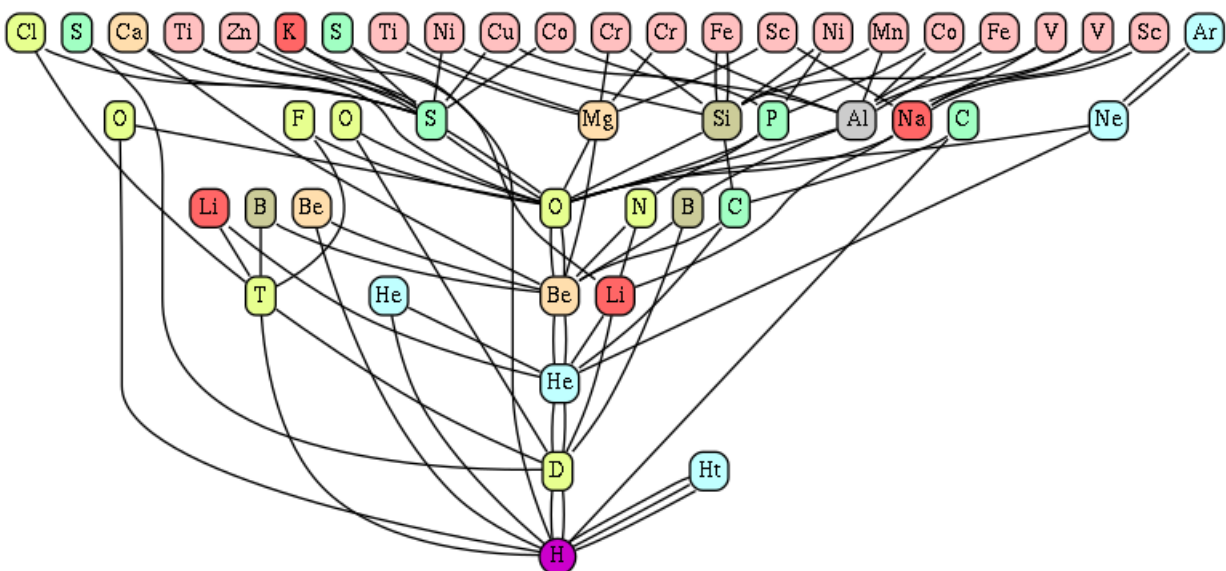 Cl S Ca Ti Zn K S Ti Ni Cu Co Cr Cr Fe Sc Ni Mn Co Fe V V Sc Ar
O F O S Mg Si P Al Na C Ne
Li B Be O N B C
T He Be Li
He
D Ht
H